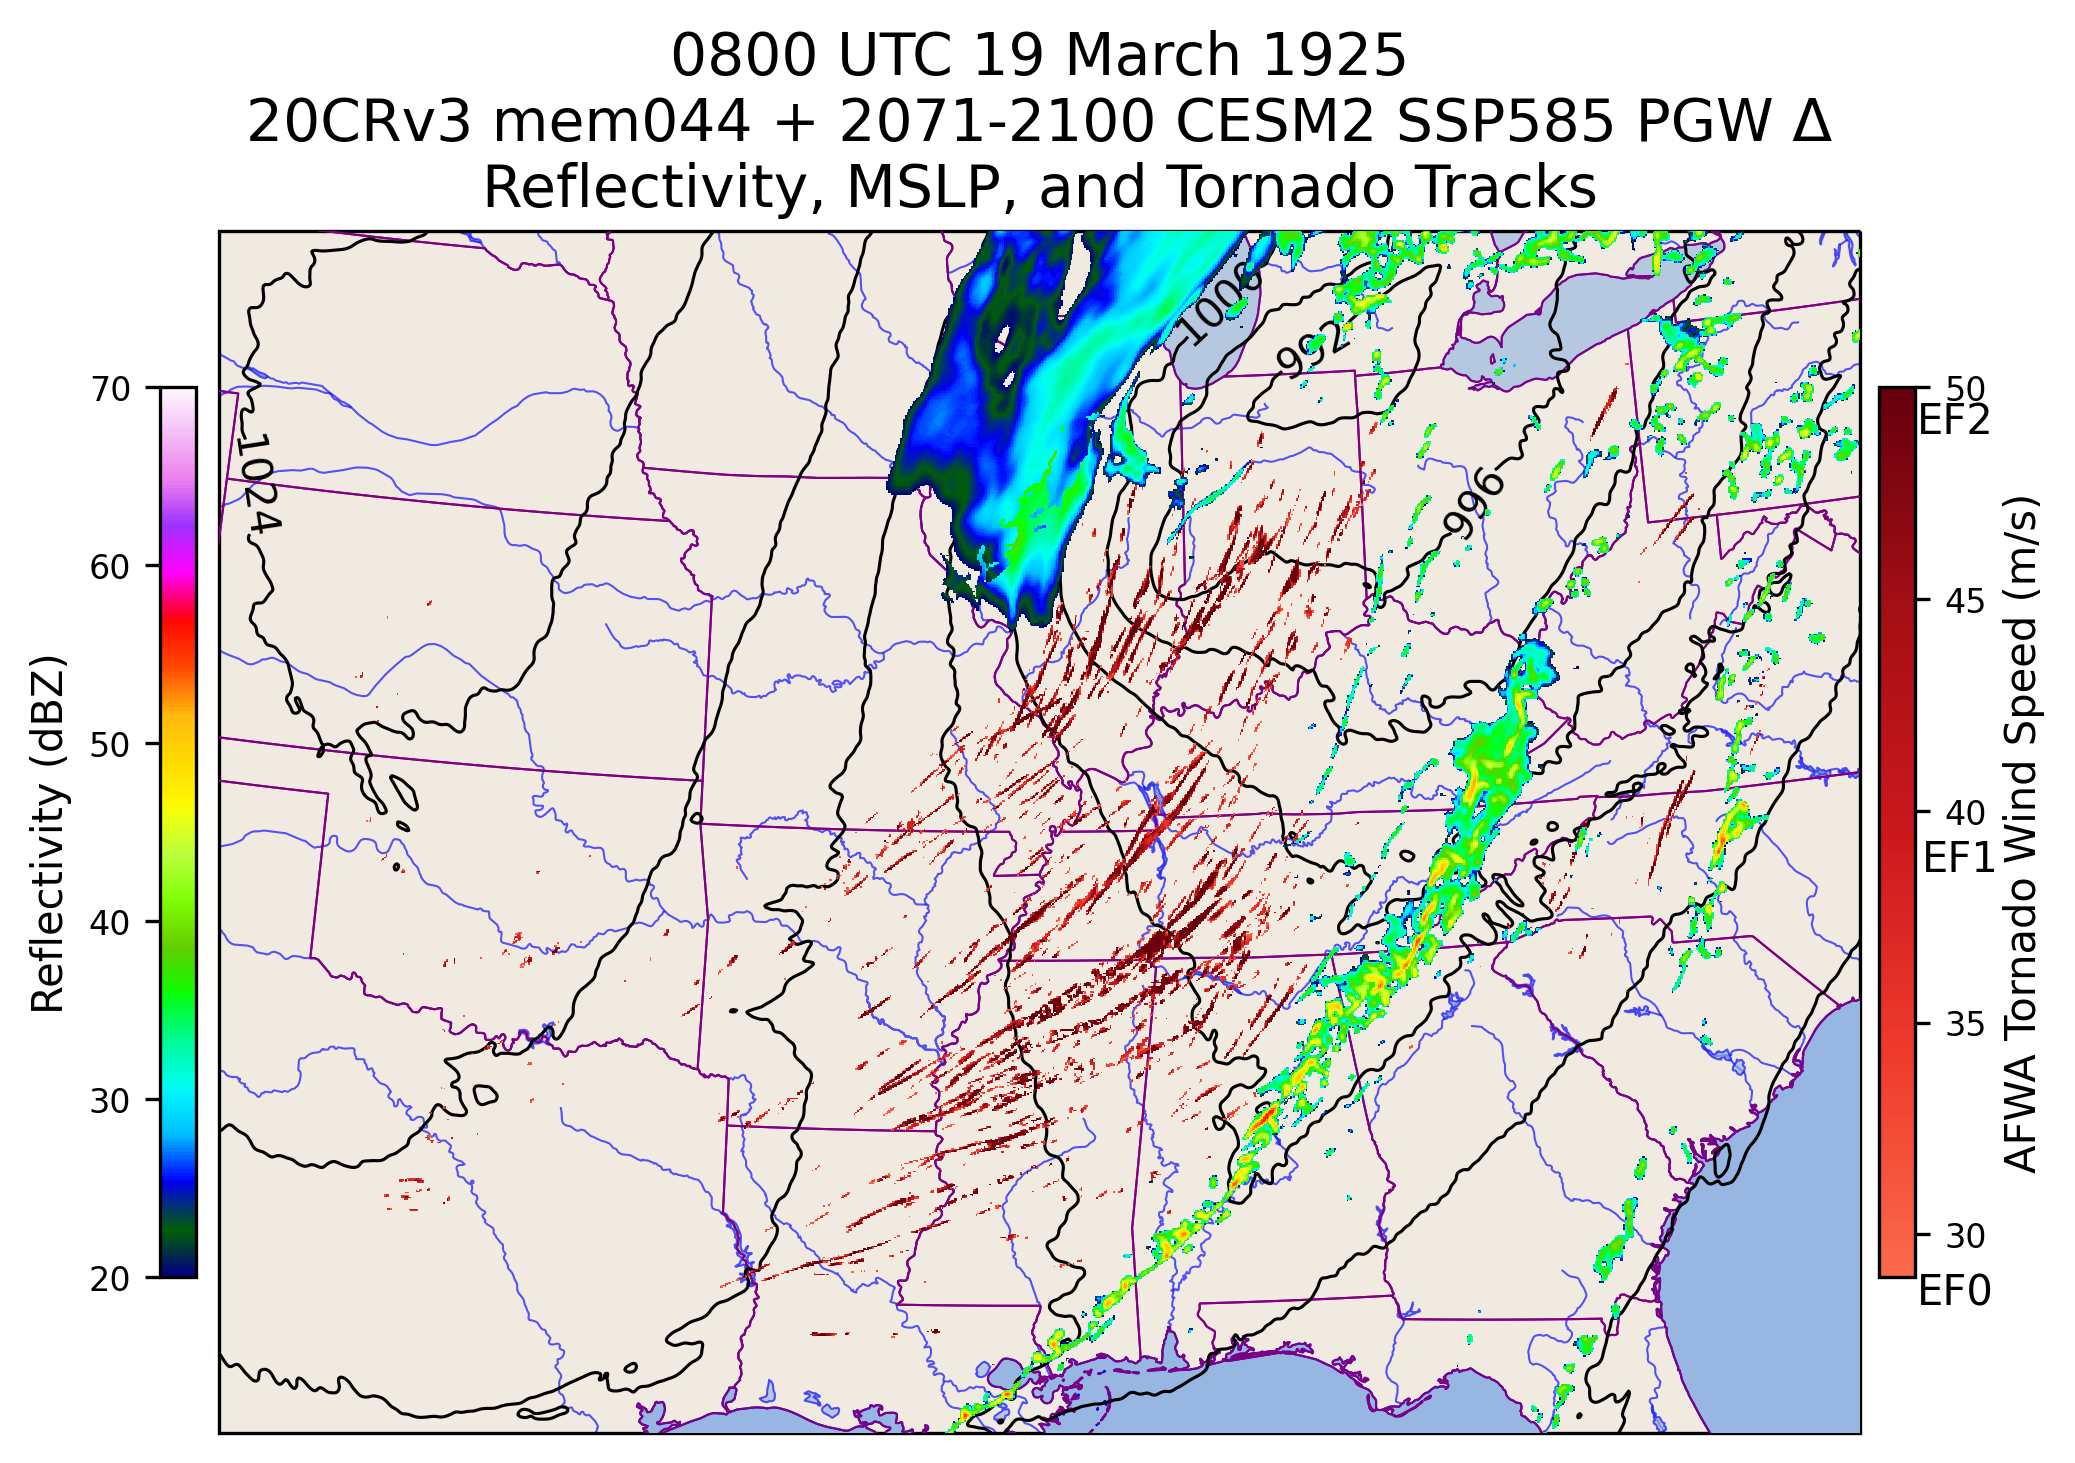 0800 UTC 19 March 1925
20CRv3 mem044 + 2071-2100 CESM2 SSP585 PGW Δ
Reflectivity, MSLP, and Tornado Tracks
Reflectivity (dBZ)
70
60
50
40
30
20
1024
1006
992
996
50
EF2
45
40
EF1
35
30
EF0
AFWA Tornado Wind Speed (m/s)